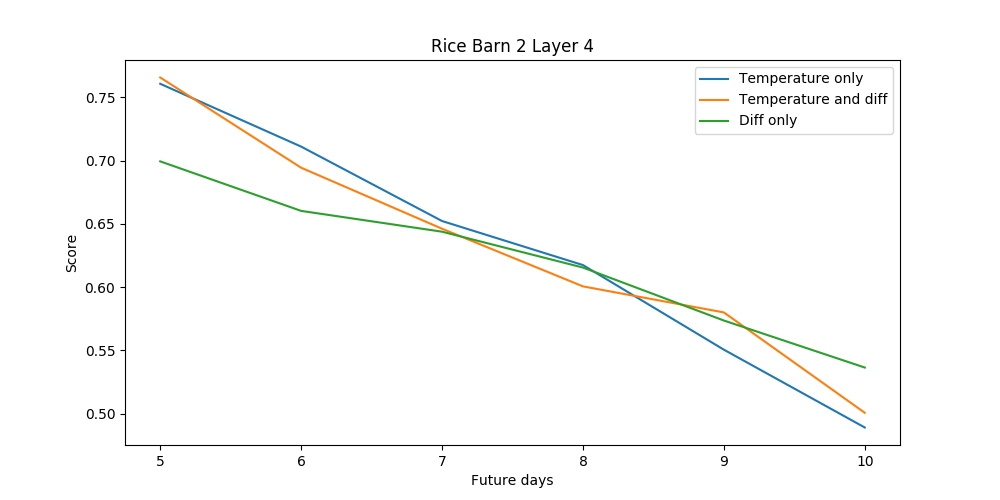 Rice Barn 2 Layer 4
Temperature only
Temperature and diff
Diff only
Score
0.75
0.70
0.65
0.60
0.55
0.50
5 6 7 8 9 10
Future days